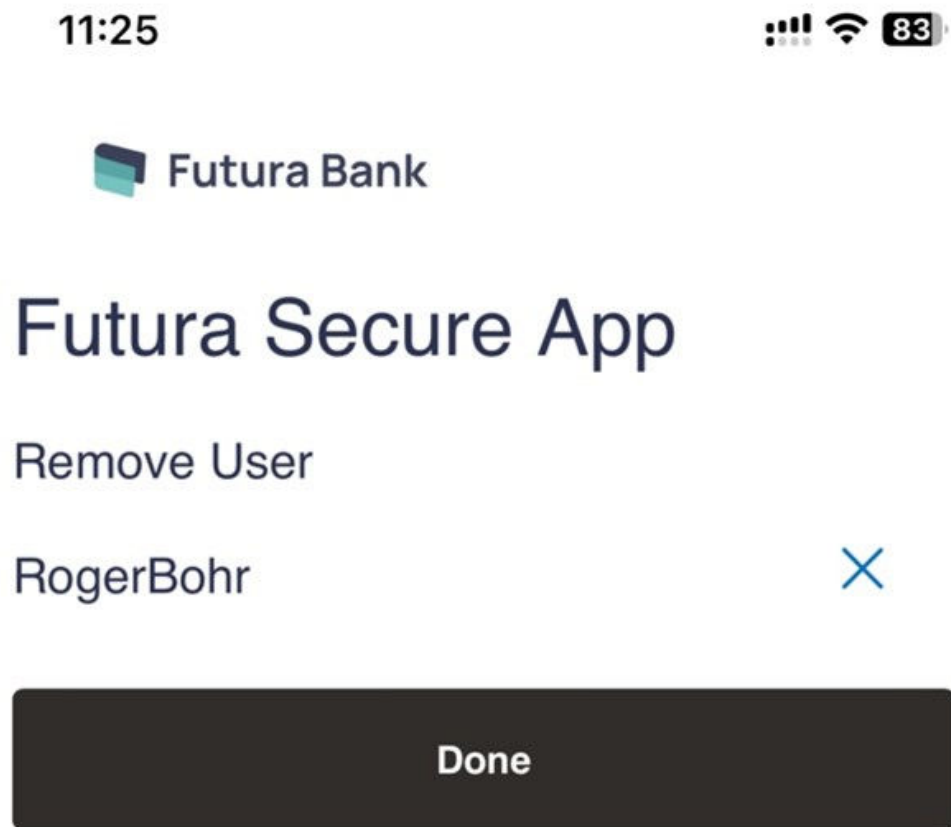 11:25
83
Futura Bank
Futura Secure App
Remove User
RogerBohr
Done